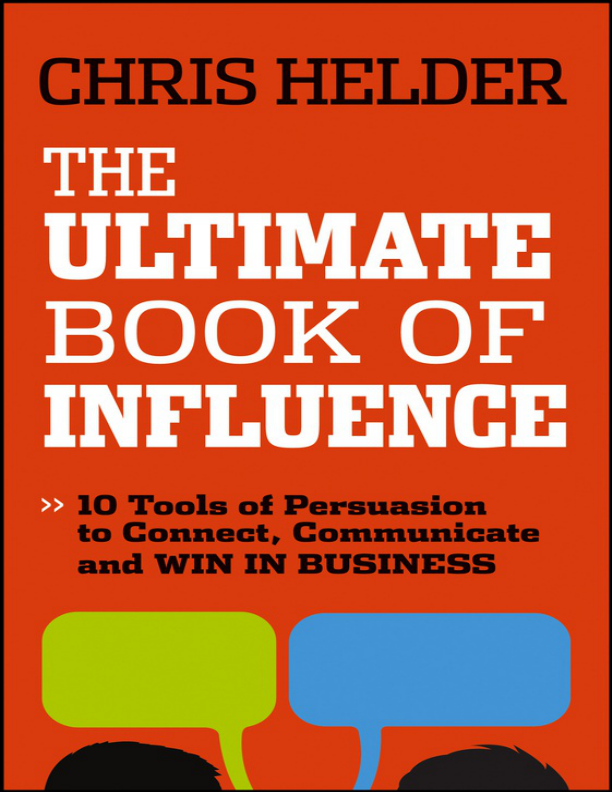 CHRIS HELDER
THE
ULTIMATE
BOOK OF
INFLUENCE
>> 10 Tools of Persuasion
to Connect, Communicate
and WIN IN BUSINESS